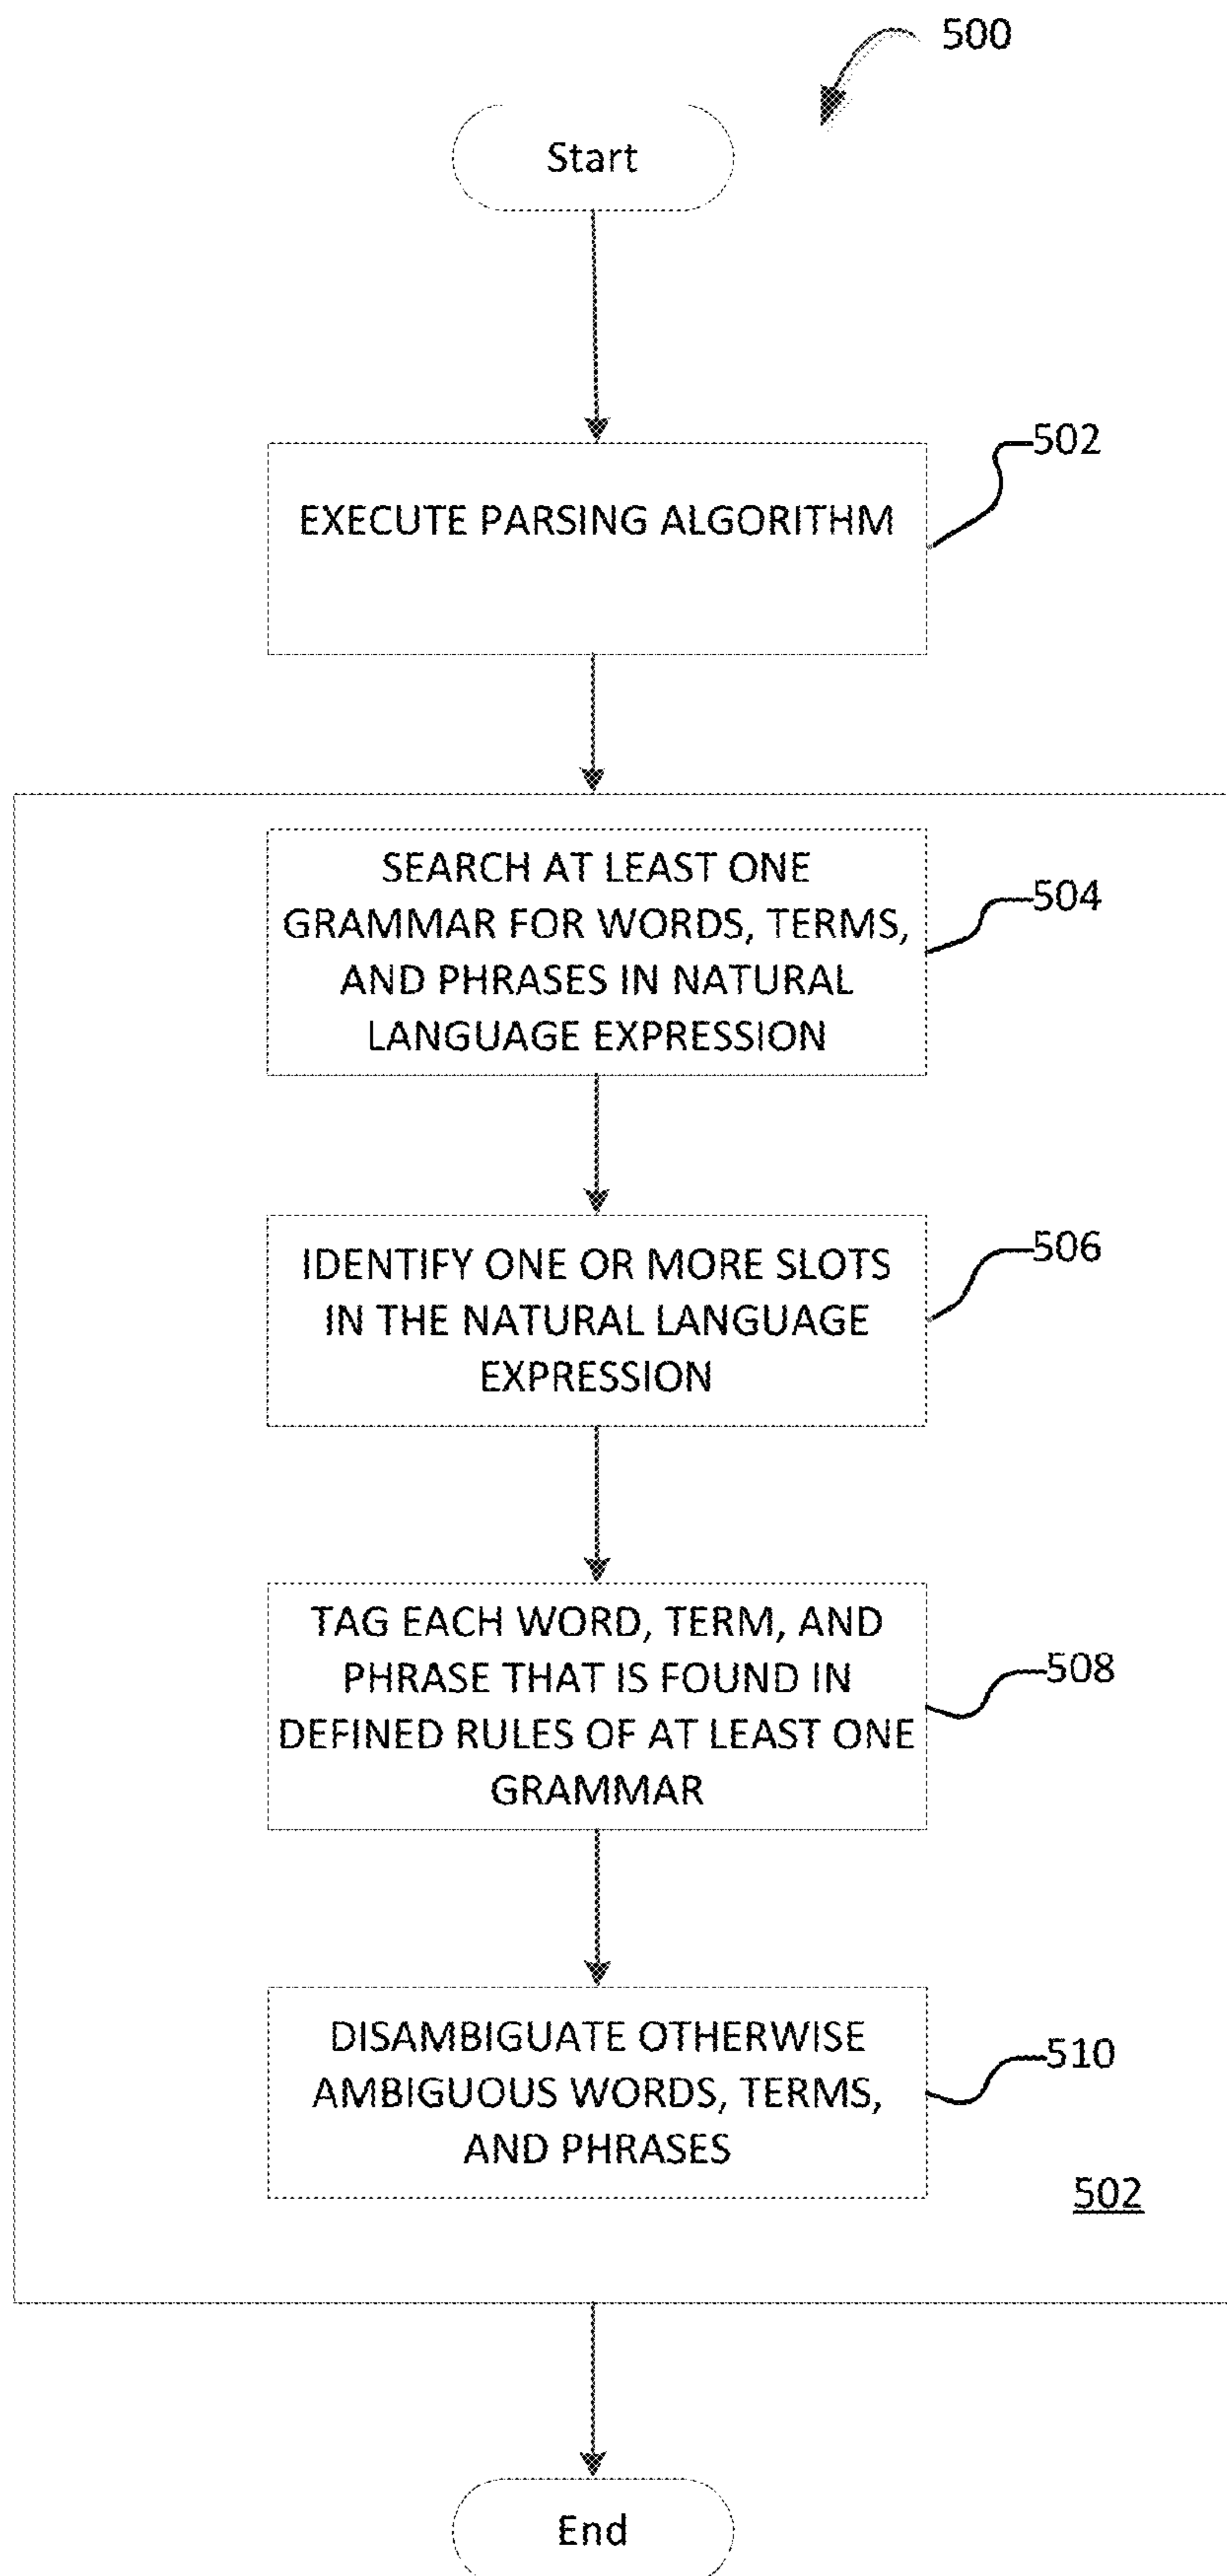 500
Start
502
EXECUTE PARSING ALGORITHM
SEARCH AT LEAST ONE
GRAMMAR FOR WORDS, TERMS,
AND PHRASES IN NATURAL
LANGUAGE EXPRESSION
504
IDENTIFY ONE OR MORE SLOTS
IN THE NATURAL LANGUAGE
EXPRESSION
506
TAG EACH WORD, TERM, AND
PHRASE THAT IS FOUND IN
DEFINED RULES OF AT LEAST ONE
GRAMMAR
508
DISAMBIGUATE OTHERWISE
AMBIGUOUS WORDS, TERMS,
AND PHRASES
510
502
End